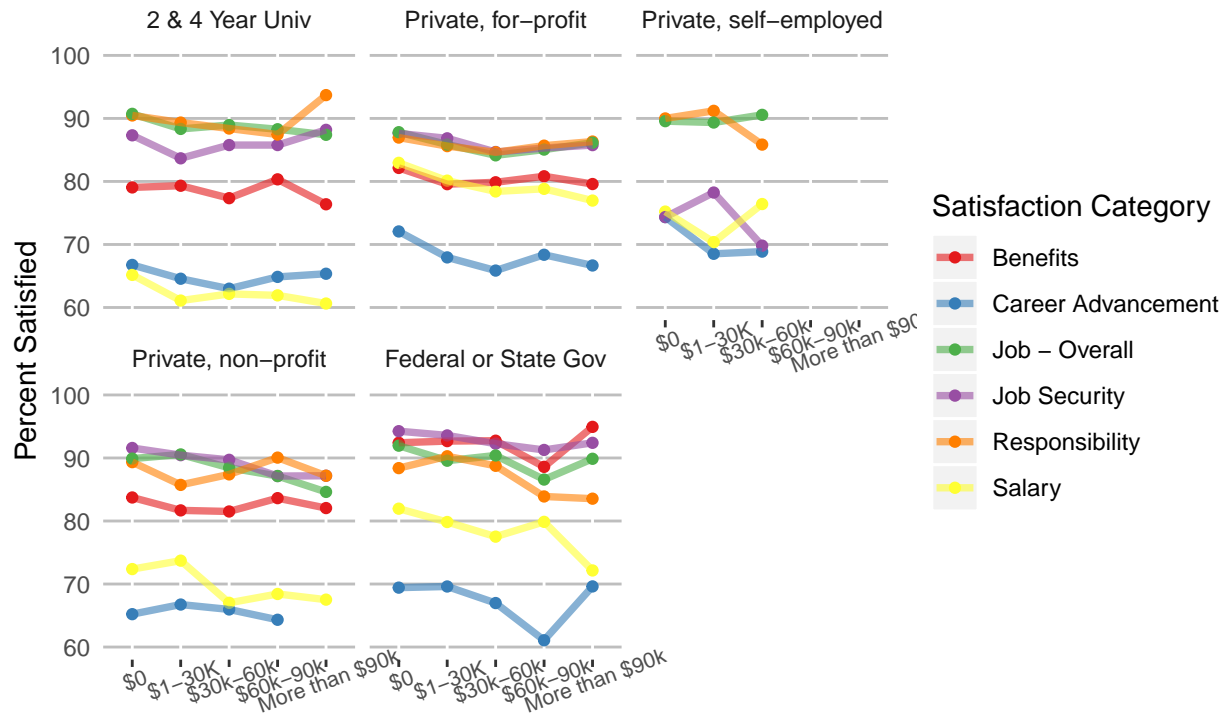 2 & 4 Year Univ
Private, for−profit
Private, self−employed
100
90
80
70
60
$0
$1−30K
$30k−60k
$60k−90k
More than $90k
Private, non−profit
Federal or State Gov
100
90
80
70
60
$0
$1−30K
$30k−60k
$60k−90k
More than $90k
$0
$1−30K
$30k−60k
$60k−90k
More than $90k
Percent Satisfied
Satisfaction Category
Benefits
Career Advancement
Job − Overall
Job Security
Responsibility
Salary